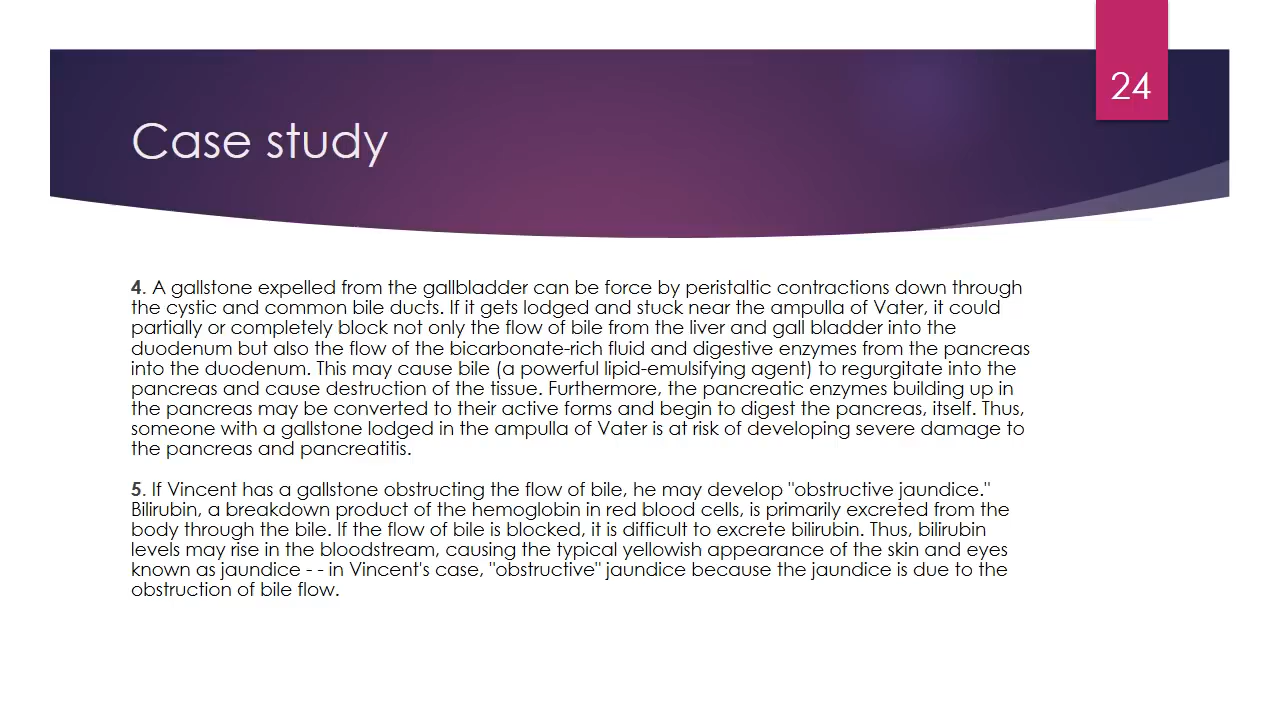 24
Case study
4. A gallstone expelled from the gallbladder can be force by peristaltic contractions down through
the cystic and common bile ducts. If it gets lodged and stuck near the ampulla of Vater, it could
partially or completely block not only the flow of bile from the liver and gall bladder into the
duodenum but also the flow of the bicarbonate-rich fluid and digestive enzymes from the pancreas
into the duodenum. This may cause bile (a powerful lipid-emulsifying agent) to regurgitate into the
pancreas and cause destruction of the tissue. Furthermore, the pancreatic enzymes building up in
the pancreas may be converted to their active forms and begin to digest the pancreas, itself. Thus,
someone with a gallstone lodged in the ampulla of Vater is at risk of developing severe damage to
the pancreas and pancreatitis.
5. If Vincent has a gallstone obstructing the flow of bile, he may develop "obstructive jaundice."
Bilirubin, a breakdown product of the hemoglobin in red blood cells, is primarily excreted from the
body through the bile. If the flow of bile is blocked, it is difficult to excrete bilirubin. Thus, bilirubin
levels may rise in the bloodstream, causing the typical yellowish appearance of the skin and eyes
known as jaundice - - in Vincent's case, "obstructive" jaundice because the jaundice is due to the
obstruction of bile flow.